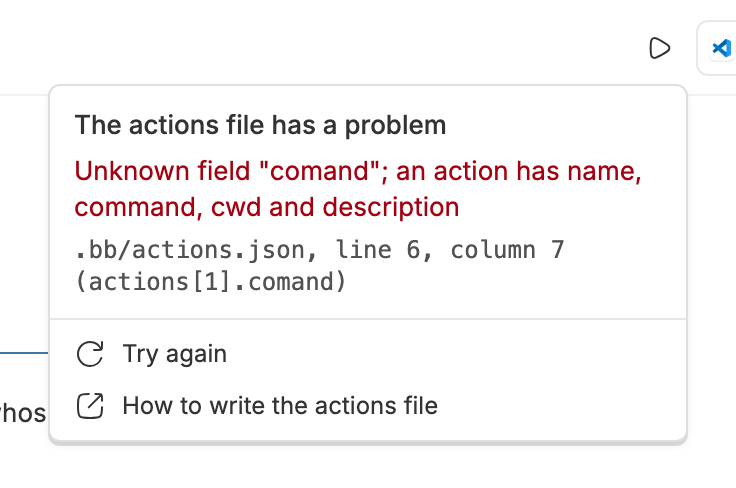 The actions file has a problem
Unknown field "comand"; an action has name,
command, cwd and description
.bb/actions.json, line 6, column 7
(actions[1].comand)
Try again
How to write the actions file